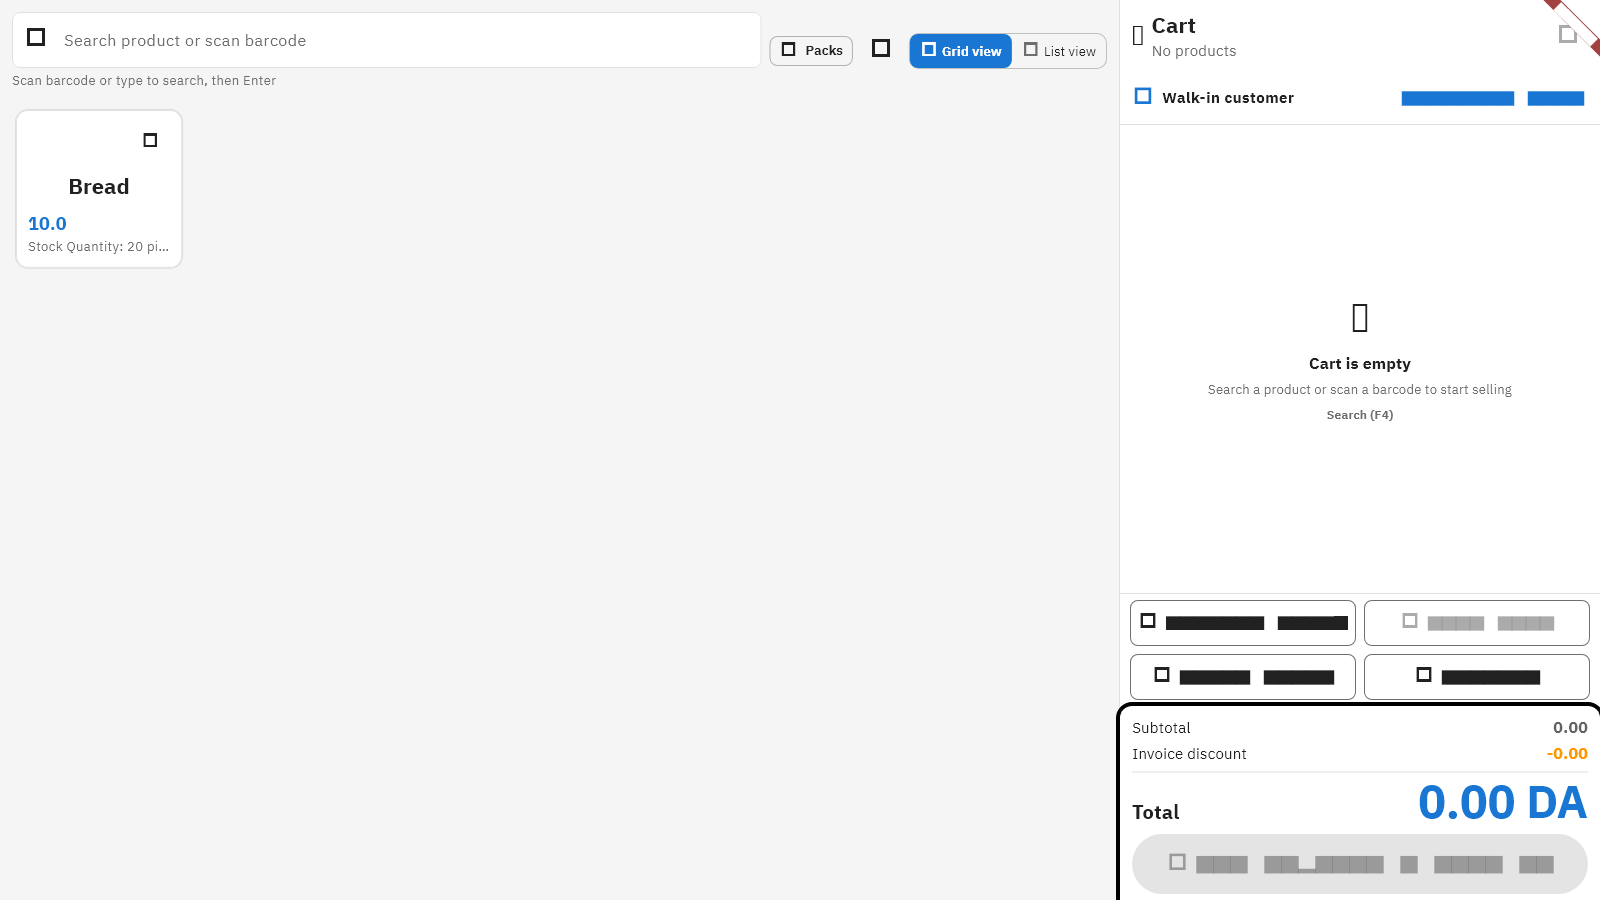 Search product or scan barcode
Packs
Grid view
List view
Scan barcode or type to search, then Enter
Bread
10.0
Stock Quantity: 20 pi...
Cart
No products
Walk-in customer
Cart is empty
Search a product or scan a barcode to start selling
Search (F4)
Subtotal
0.00
Invoice discount
-0.00
Total
0.00 DA